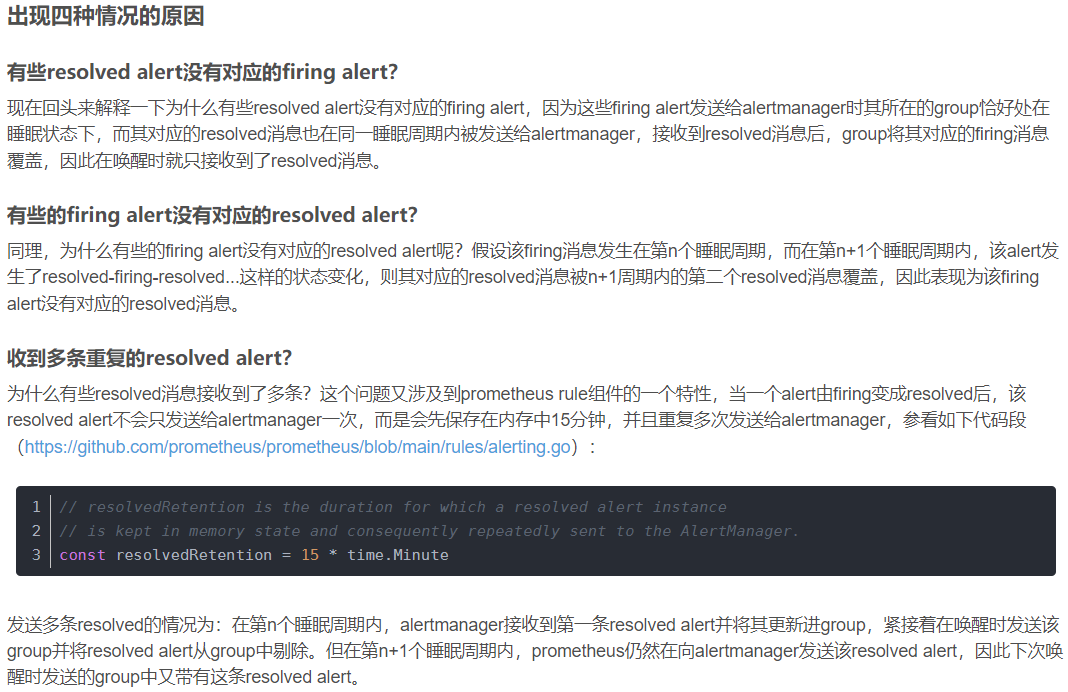 出现四种情况的原因
有些resolved alert没有对应的firing alert？
现在回头来解释一下为什么有些resolved alert没有对应的firing alert，因为这些firing alert发送给alertmanager时其所在的group恰好处在
睡眠状态下，而其对应的resolved消息也在同一睡眠周期内被发送给alertmanager，接收到resolved消息后，group将其对应的firing消息
覆盖，因此在唤醒时就只接收到了resolved消息。
有些的firing alert没有对应的resolved alert？
同理，为什么有些的firing alert没有对应的resolved alert呢？假设该firing消息发生在第n个睡眠周期，而在第n+1个睡眠周期内，该alert发
生了resolved-firing-resolved...这样的状态变化，则其对应的resolved消息被n+1周期内的第二个resolved消息覆盖，因此表现为该firing
alert没有对应的resolved消息。
收到多条重复的resolved alert？
为什么有些resolved消息接收到了多条？这个问题又涉及到prometheus rule组件的一个特性，当一个alert由firing变成resolved后，该
resolved alert不会只发送给alertmanager一次，而是会先保存在内存中15分钟，并且重复多次发送给alertmanager，参看如下代码段
（https://github.com/prometheus/prometheus/blob/main/rules/alerting.go）：
1 // resolvedRetention is the duration for which a resolved alert instance
2 // is kept in memory state and consequently repeatedly sent to the AlertManager.
3 const resolvedRetention = 15 * time.Minute
发送多条resolved的情况为：在第n个睡眠周期内，alertmanager接收到第一条resolved alert并将其更新进group，紧接着在唤醒时发送该
group并将resolved alert从group中剔除。但在第n+1个睡眠周期内，prometheus仍然在向alertmanager发送该resolved alert，因此下次唤
醒时发送的group中又带有这条resolved alert。